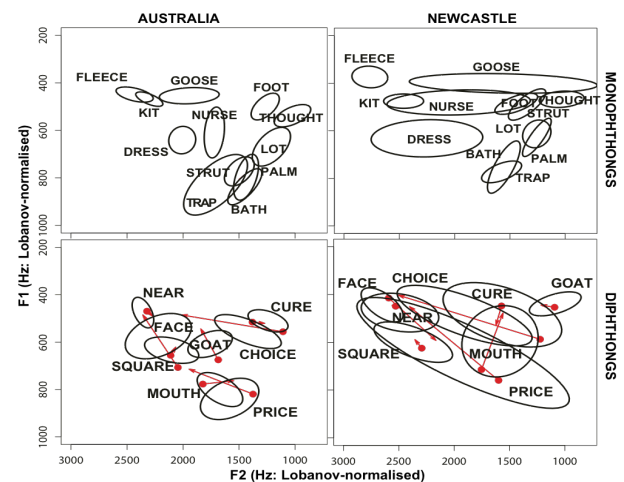 AUSTRALIA NEWCASTLE
F1 (Hz: Lobanov-normalised)
200
400
600
800
1000
FLEECE
KIT
GOOSE
FOOT
NURSE
THOUGHT
DRESS
LOT
STRUT
PALM
TRAP
BATH
FLEECE
GOOSE
KIT
NURSE
FOOT
THOUGHT
STRUT
DRESS
LOT
BATH
PALM
TRAP
MONOPHTHONGS
200
400
600
800
1000
NEAR
CURE
FACE
GOAT
CHOICE
SQUARE
MOUTH
PRICE
FACE
CHOICE
CURE
GOAT
NEAR
SQUARE
MOUTH
PRICE
DIPHTHONGS
3000 2500 2000 1500 1000 3000 2500 2000 1500 1000
F2 (Hz: Lobanov-normalised)